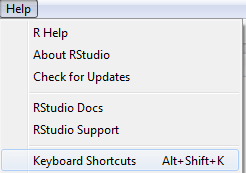 Help
R Help
About RStudio
Check for Updates
RStudio Docs
RStudio Support
Keyboard Shortcuts Alt+Shift+K